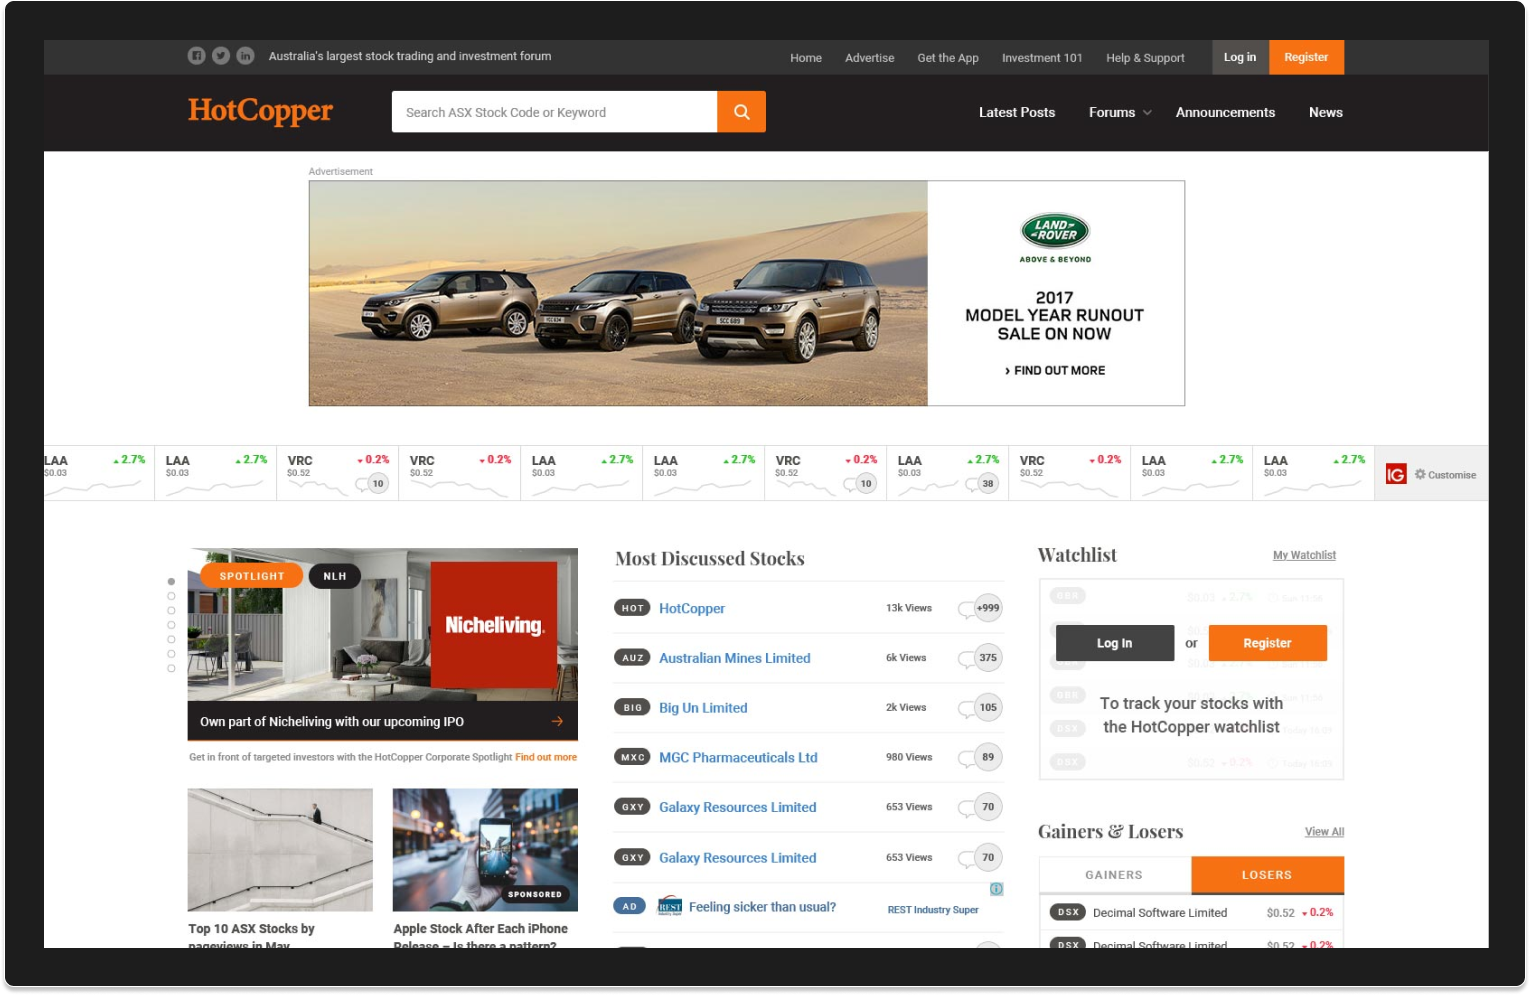 Australia's largest stock trading and investment forum
Home
Advertise
Get the App
Investment 101
Help & Support
Log in
Register
HotCopper
Search ASX Stock Code or Keyword
Latest Posts
Forums
Announcements
News
Advertisement
LAND-
-ROVER
ABOVE & BEYOND
2017
MODEL YEAR RUNOUT
SALE ON NOW
› FIND OUT MORE
LAA 2.7%
$0.03
LAA 2.7%
$0.03
VRC 0.2%
$0.52
10
VRC 0.2%
$0.52
LAA 2.7%
$0.03
LAA 2.7%
$0.03
VRC 0.2%
$0.52
10
LAA 2.7%
$0.03
38
VRC 0.2%
$0.52
LAA 2.7%
$0.03
LAA 2.7%
$0.03
IG
Customise
SPOTLIGHT
NLH
Nicheliving.
Own part of Nicheliving with our upcoming IPO
Get in front of targeted investors with the HotCopper Corporate Spotlight Find out more
Top 10 ASX Stocks by
pageviews in May
SPONSORED
Apple Stock After Each iPhone
Release – Is there a pattern?
Most Discussed Stocks
HOT HotCopper 13k Views +999
AUZ Australian Mines Limited 6k Views 375
BIG Big Un Limited 2k Views 105
MXC MGC Pharmaceuticals Ltd 980 Views 89
GXY Galaxy Resources Limited 653 Views 70
GXY Galaxy Resources Limited 653 Views 70
AD REST Feeling sicker than usual? REST Industry Super
Watchlist
My Watchlist
Log In or Register
To track your stocks with
the HotCopper watchlist
Gainers & Losers
View All
GAINERS
LOSERS
DSX Decimal Software Limited $0.52 0.2%
DSX Decimal Software Limited $0.52 0.2%